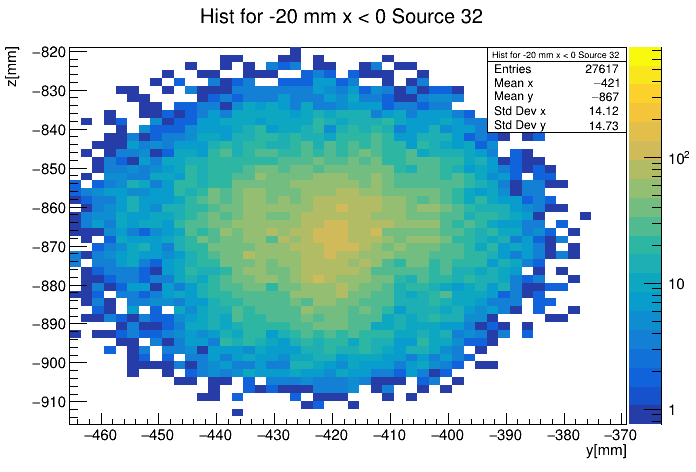 Hist for -20 mm x < 0 Source 32
z[mm]
−820
−830
−840
−850
−860
−870
−880
−890
−900
−910
Hist for -20 mm x < 0 Source 32
Entries 27617
Mean x −421
Mean y −867
Std Dev x 14.12
Std Dev y 14.73
10²
10
1
−460 −450 −440 −430 −420 −410 −400 −390 −380 −370
y[mm]